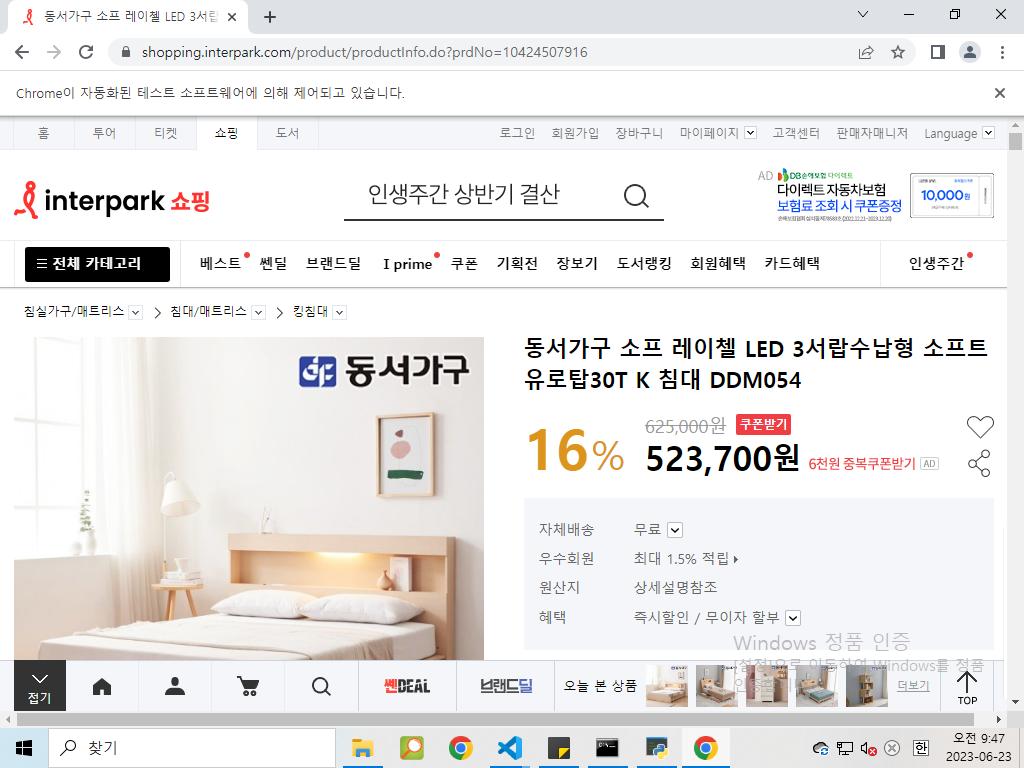 동서가구 소프 레이첼 LED 3서랍
shopping.interpark.com/product/productInfo.do?prdNo=10424507916
Chrome이 자동화된 테스트 소프트웨어에 의해 제어되고 있습니다.
홈 투어 티켓 쇼핑 도서 로그인 회원가입 장바구니 마이페이지 고객센터 판매자매니저 Language
interpark 쇼핑
인생주간 상반기 결산
AD DB손해보험 다이렉트
다이렉트 자동차보험
보험료 조회 시 쿠폰증정
10,000원
전체 카테고리 베스트 쎈딜 브랜드딜 I prime 쿠폰 기획전 장보기 도서랭킹 회원혜택 카드혜택 인생주간
침실가구/매트리스 > 침대/매트리스 > 킹침대
동서가구
동서가구 소프 레이첼 LED 3서랍수납형 소프트
유로탑30T K 침대 DDM054
16% 625,000원 쿠폰받기
523,700원 6천원 중복쿠폰받기 AD
자체배송 무료
우수회원 최대 1.5% 적립
원산지 상세설명참조
혜택 즉시할인 / 무이자 할부
Windows 정품 인증
[설정]으로 이동하여 Windows를 정품
접기
쎈DEAL
브랜드딜
오늘 본 상품
더보기
TOP
찾기
한
오전 9:47
2023-06-23